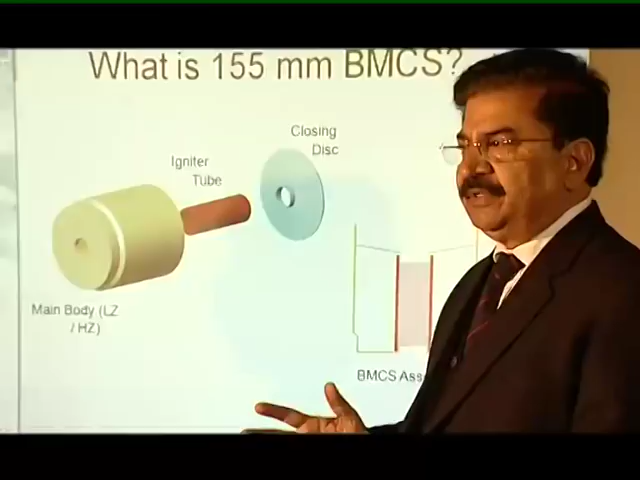 What is 155 mm BMCS?
Closing
Disc
Igniter
Tube
Main Body (LZ
/ HZ)
BMCS Ass